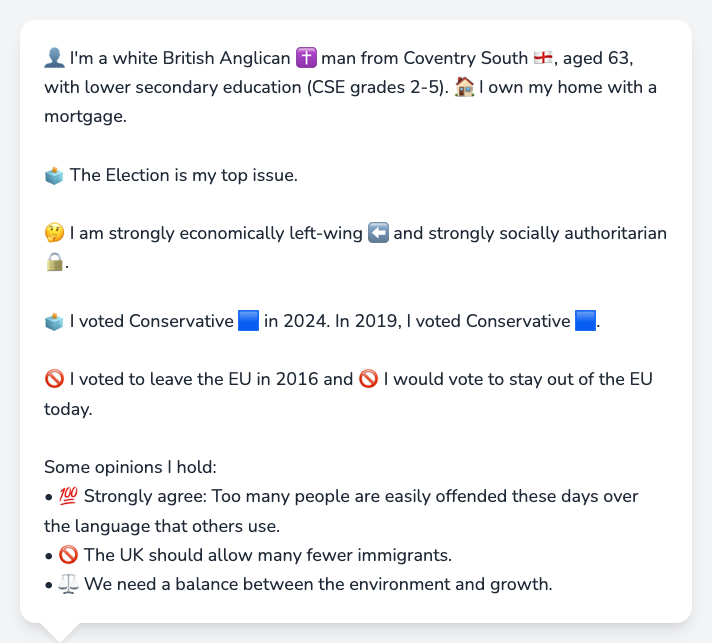 👤 I'm a white British Anglican ✝️ man from Coventry South 🏴󠁧󠁢󠁥󠁮󠁧󠁿, aged 63,
with lower secondary education (CSE grades 2-5). 🏠 I own my home with a
mortgage.
🗳️ The Election is my top issue.
🤔 I am strongly economically left-wing ⬅️ and strongly socially authoritarian
🔒.
🗳️ I voted Conservative 🟦 in 2024. In 2019, I voted Conservative 🟦.
🚫 I voted to leave the EU in 2016 and 🚫 I would vote to stay out of the EU
today.
Some opinions I hold:
• 💯 Strongly agree: Too many people are easily offended these days over
the language that others use.
• 🚫 The UK should allow many fewer immigrants.
• ⚖️ We need a balance between the environment and growth.